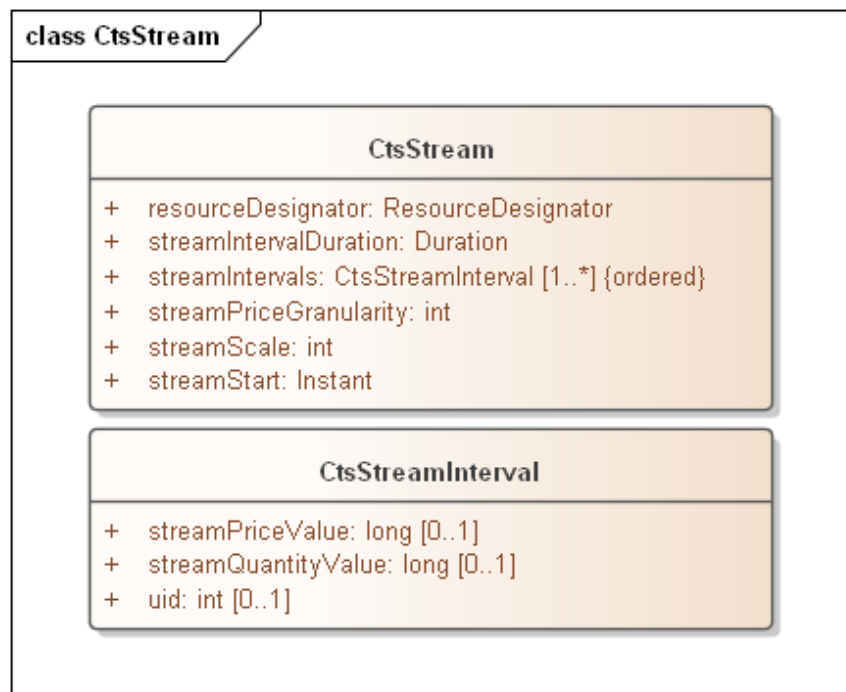 class CtsStream
CtsStream
+ resourceDesignator: ResourceDesignator
+ streamIntervalDuration: Duration
+ streamIntervals: CtsStreamInterval [1..*] {ordered}
+ streamPriceGranularity: int
+ streamScale: int
+ streamStart: Instant
CtsStreamInterval
+ streamPriceValue: long [0..1]
+ streamQuantityValue: long [0..1]
+ uid: int [0..1]